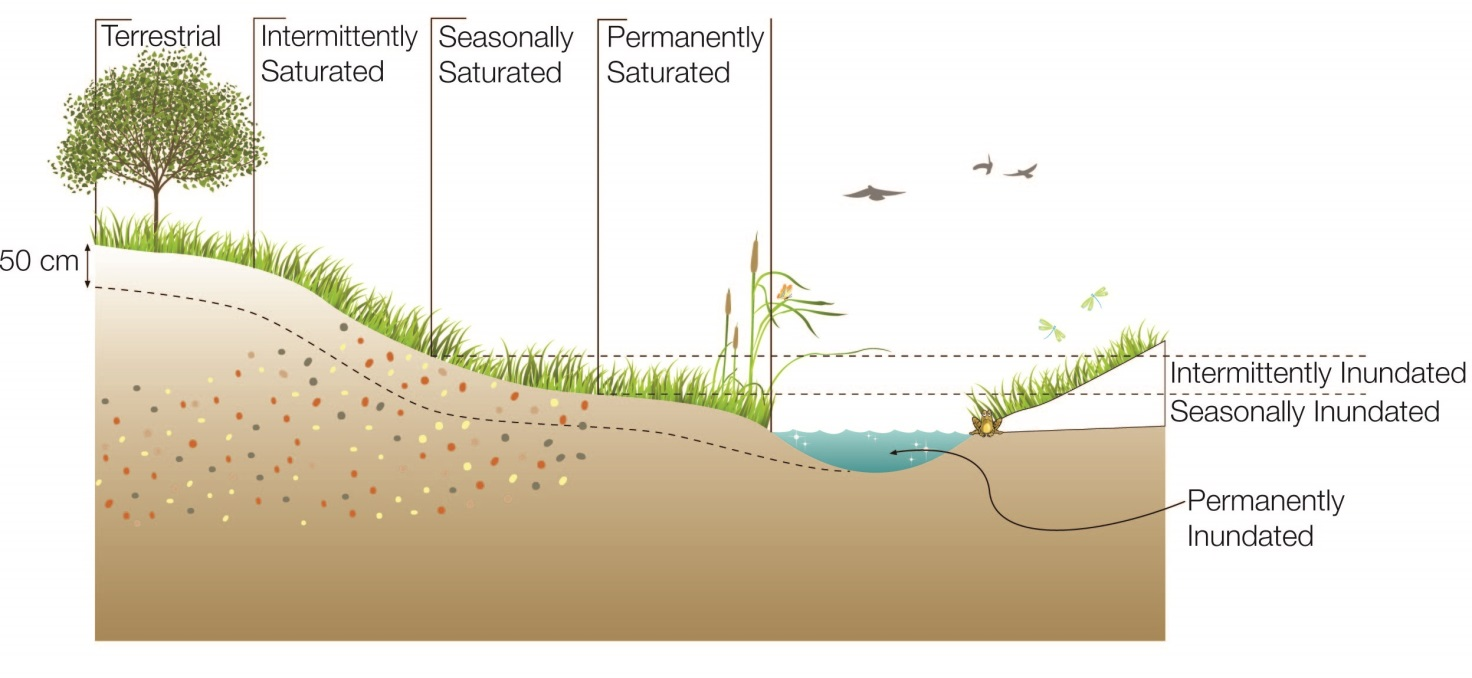 Terrestrial
Intermittently
Saturated
Seasonally
Saturated
Permanently
Saturated
50 cm
Intermittently Inundated
Seasonally Inundated
Permanently
Inundated